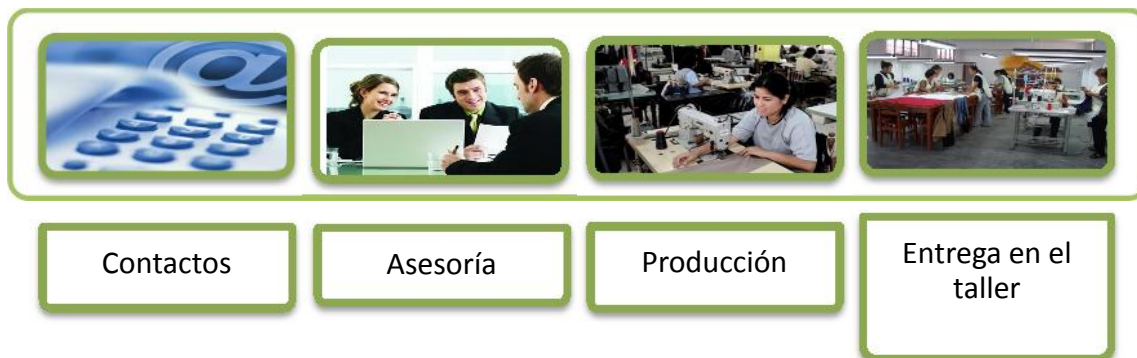 Contactos
Asesoría
Producción
Entrega en el
taller